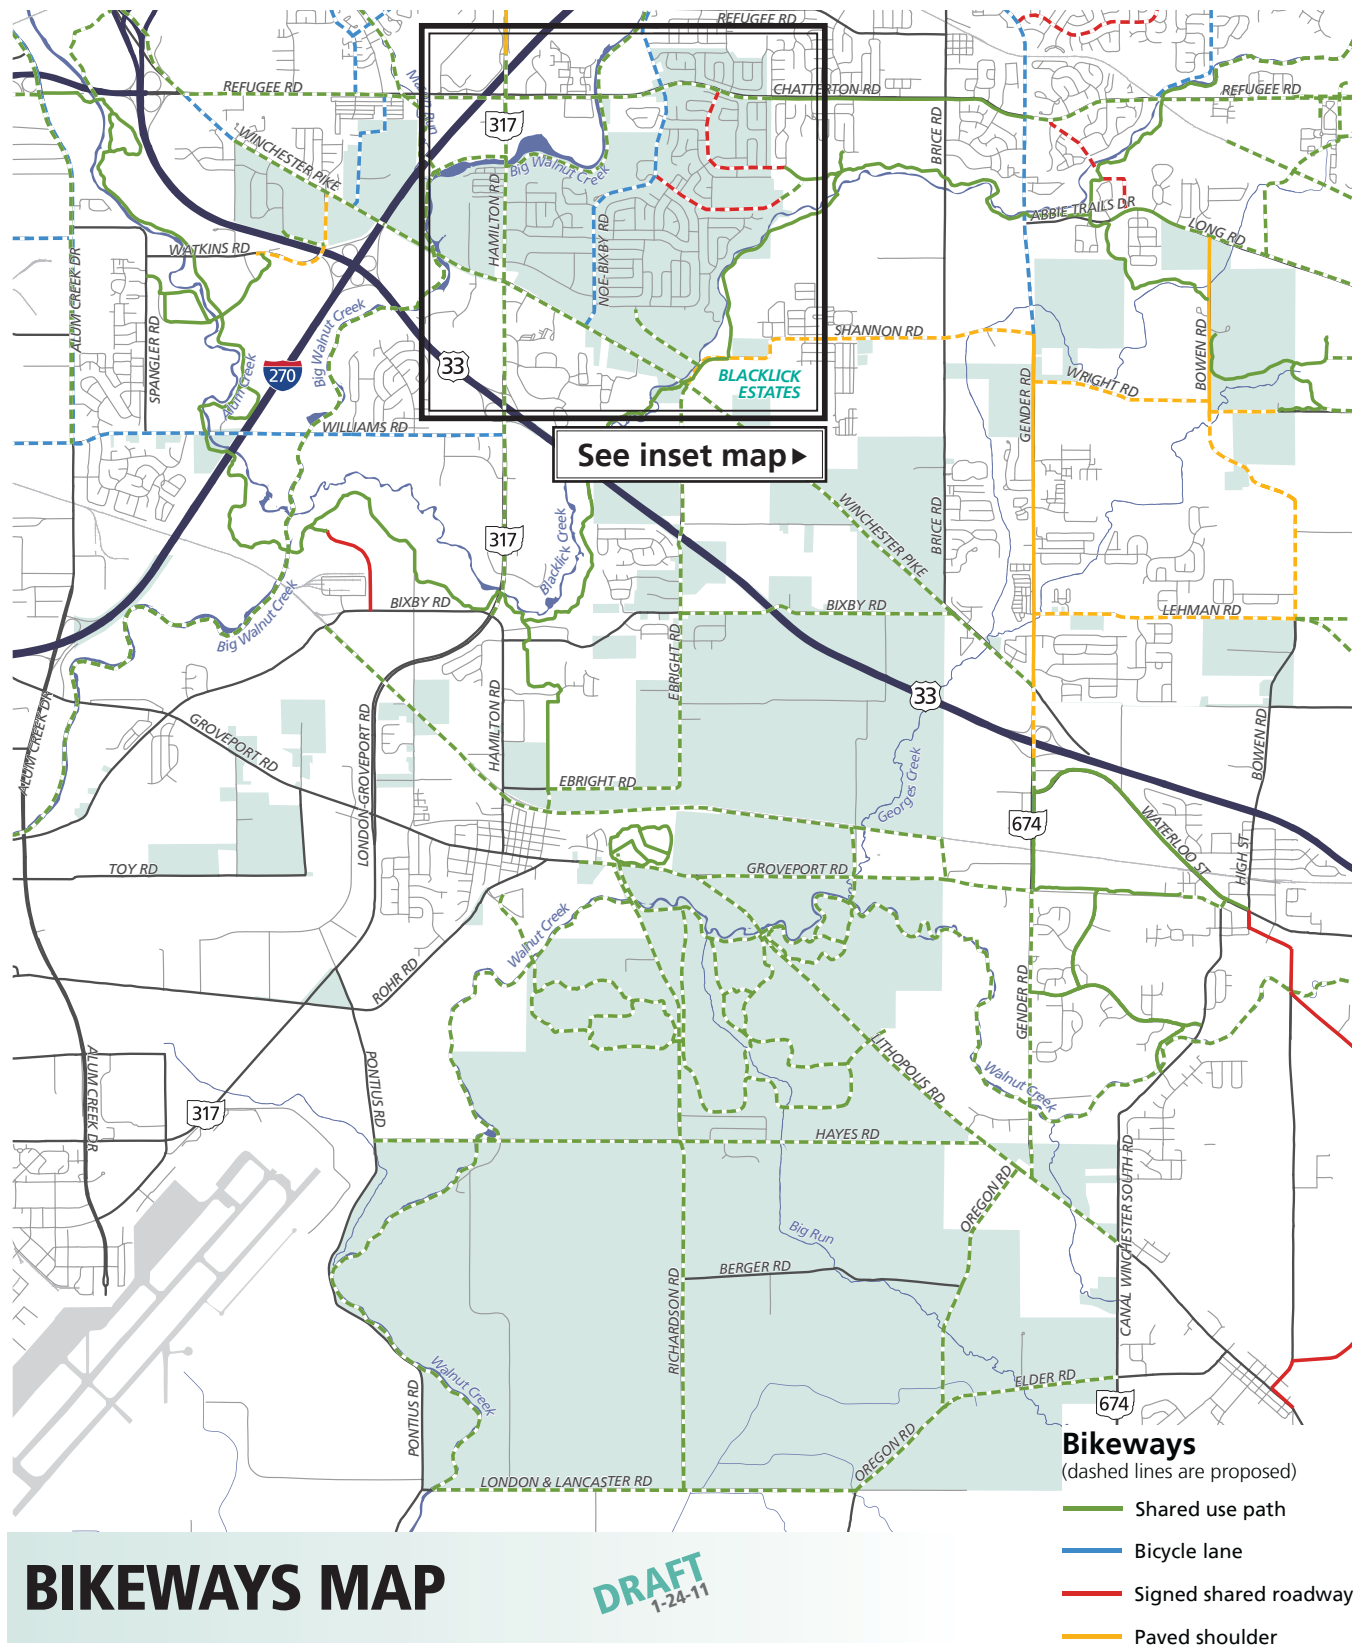 REFUGEE RD
REFUGEE RD
Mason Run
CHATTERTON RD
REFUGEE RD
317
WINCHESTER PIKE
BRICE RD
Big Walnut Creek
HAMILTON RD
ABBIE TRAILS DR
LONG RD
WATKINS RD
NOE-BIXBY RD
ALUM CREEK DR
SPANGLER RD
Big Walnut Creek
SHANNON RD
BOWEN RD
33
270
Alum Creek
BLACKLICK
ESTATES
WRIGHT RD
GENDER RD
WILLIAMS RD
See inset map
WINCHESTER PIKE
BRICE RD
317
Blacklick Creek
BIXBY RD
BIXBY RD
LEHMAN RD
Big Walnut Creek
EBRIGHT RD
33
ALUM CREEK DR
GROVEPORT RD
LONDON-GROVEPORT RD
HAMILTON RD
BOWEN RD
EBRIGHT RD
Georges Creek
674
WATERLOO ST
HIGH ST
TOY RD
GROVEPORT RD
Walnut Creek
ROHR RD
GENDER RD
LITHOPOLIS RD
ALUM CREEK DR
PONTIUS RD
Walnut Creek
317
HAYES RD
OREGON RD
CANAL WINCHESTER SOUTH RD
Big Run
BERGER RD
RICHARDSON RD
Walnut Creek
ELDER RD
674
PONTIUS RD
OREGON RD
LONDON & LANCASTER RD
Bikeways
(dashed lines are proposed)
Shared use path
Bicycle lane
Signed shared roadway
Paved shoulder
BIKEWAYS MAP
DRAFT
1-24-11